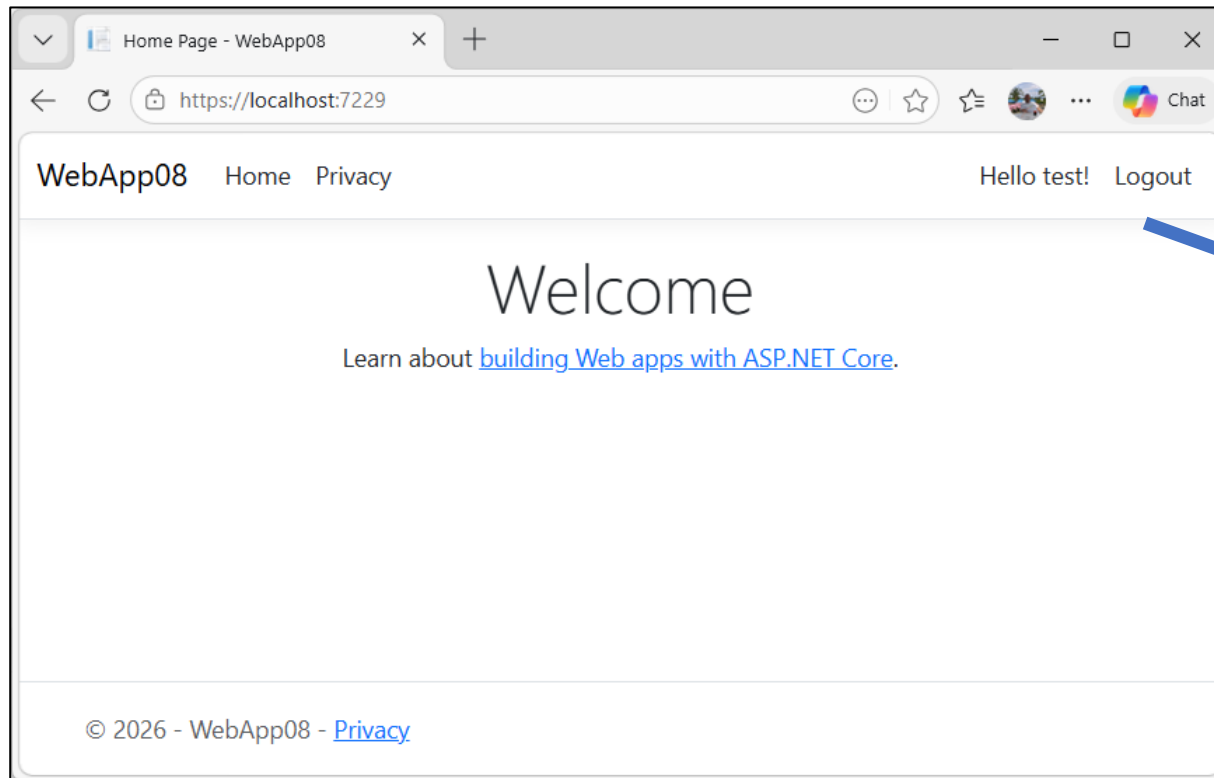 Home Page - WebApp08
https://localhost:7229
Chat
WebApp08 Home Privacy Hello test! Logout
Welcome
Learn about building Web apps with ASP.NET Core.
© 2026 - WebApp08 - Privacy